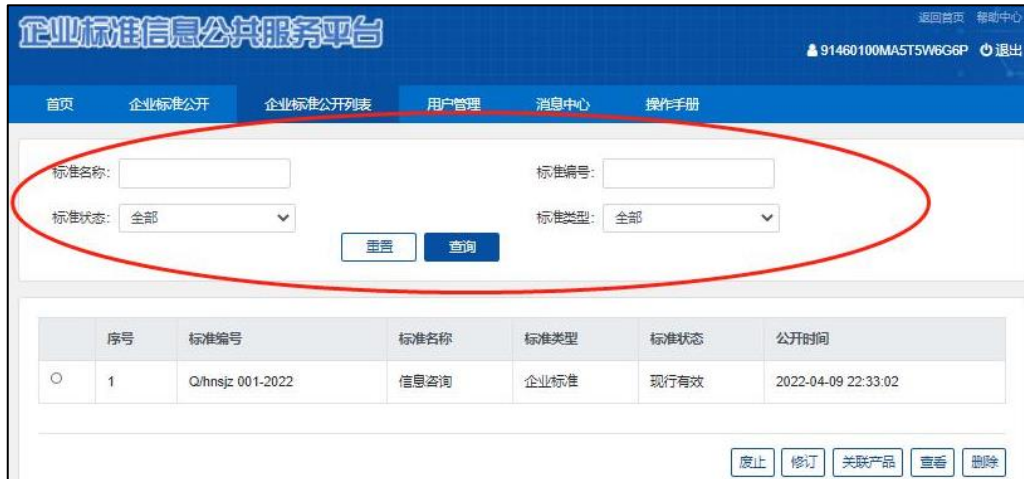 返回首页 帮助中心
企业标准信息公共服务平台
91460100MA5T5W6G6P 退出
首页 企业标准公开 企业标准公开列表 用户管理 消息中心 操作手册
标准名称: 标准编号:
标准状态: 全部 标准类型: 全部
重置 查询
序号 标准编号 标准名称 标准类型 标准状态 公开时间
1 Q/hnsjz 001-2022 信息咨询 企业标准 现行有效 2022-04-09 22:33:02
废止 修订 关联产品 查看 删除